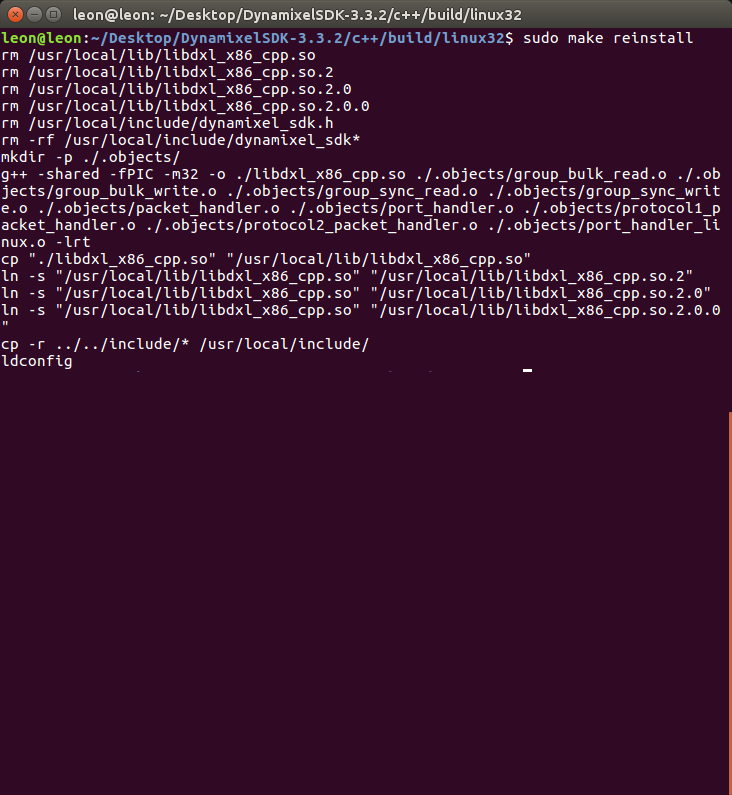 leon@leon: ~/Desktop/DynamixelSDK-3.3.2/c++/build/linux32
leon@leon:~/Desktop/DynamixelSDK-3.3.2/c++/build/linux32$ sudo make reinstall
rm /usr/local/lib/libdxl_x86_cpp.so
rm /usr/local/lib/libdxl_x86_cpp.so.2
rm /usr/local/lib/libdxl_x86_cpp.so.2.0
rm /usr/local/lib/libdxl_x86_cpp.so.2.0.0
rm /usr/local/include/dynamixel_sdk.h
rm -rf /usr/local/include/dynamixel_sdk*
mkdir -p ./.objects/
g++ -shared -fPIC -m32 -o ./libdxl_x86_cpp.so ./.objects/group_bulk_read.o ./.ob
jects/group_bulk_write.o ./.objects/group_sync_read.o ./.objects/group_sync_writ
e.o ./.objects/packet_handler.o ./.objects/port_handler.o ./.objects/protocol1_p
acket_handler.o ./.objects/protocol2_packet_handler.o ./.objects/port_handler_li
nux.o -lrt
cp "./libdxl_x86_cpp.so" "/usr/local/lib/libdxl_x86_cpp.so"
ln -s "/usr/local/lib/libdxl_x86_cpp.so" "/usr/local/lib/libdxl_x86_cpp.so.2"
ln -s "/usr/local/lib/libdxl_x86_cpp.so" "/usr/local/lib/libdxl_x86_cpp.so.2.0"
ln -s "/usr/local/lib/libdxl_x86_cpp.so" "/usr/local/lib/libdxl_x86_cpp.so.2.0.0
"
cp -r ../../include/* /usr/local/include/
ldconfig